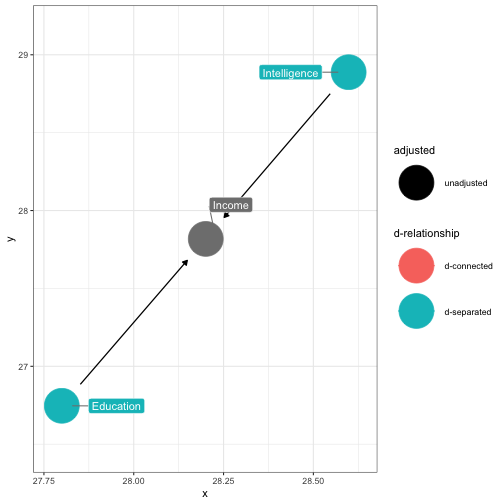 29
28
27
y
27.75
28.00
28.25
28.50
x
Intelligence
Income
Education
adjusted
unadjusted
d-relationship
d-connected
d-separated